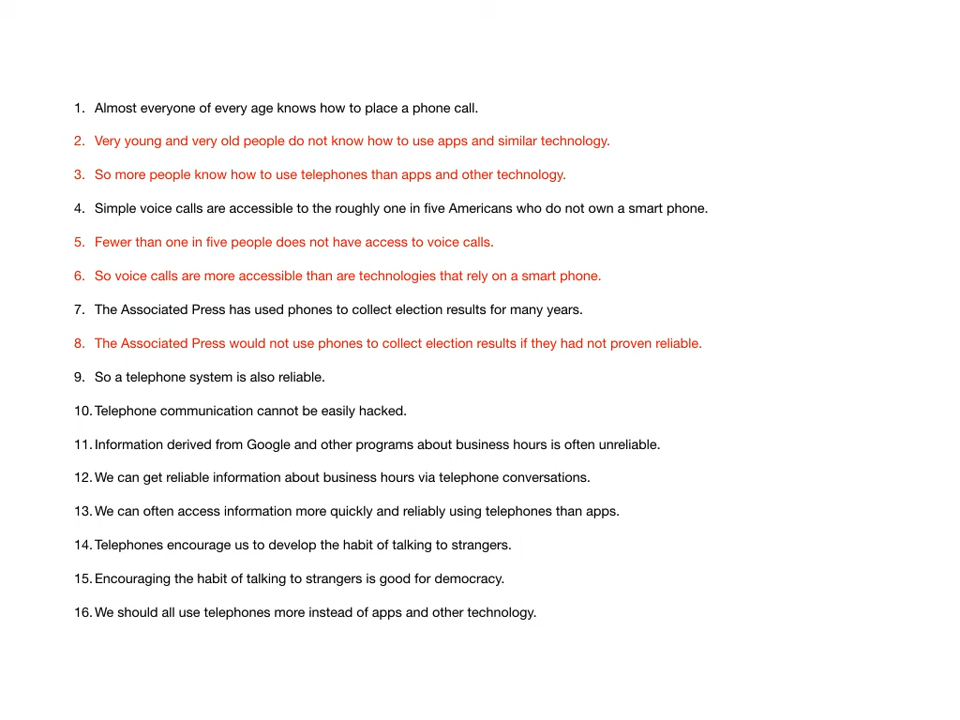 1. Almost everyone of every age knows how to place a phone call.
2. Very young and very old people do not know how to use apps and similar technology.
3. So more people know how to use telephones than apps and other technology.
4. Simple voice calls are accessible to the roughly one in five Americans who do not own a smart phone.
5. Fewer than one in five people does not have access to voice calls.
6. So voice calls are more accessible than are technologies that rely on a smart phone.
7. The Associated Press has used phones to collect election results for many years.
8. The Associated Press would not use phones to collect election results if they had not proven reliable.
9. So a telephone system is also reliable.
10. Telephone communication cannot be easily hacked.
11. Information derived from Google and other programs about business hours is often unreliable.
12. We can get reliable information about business hours via telephone conversations.
13. We can often access information more quickly and reliably using telephones than apps.
14. Telephones encourage us to develop the habit of talking to strangers.
15. Encouraging the habit of talking to strangers is good for democracy.
16. We should all use telephones more instead of apps and other technology.